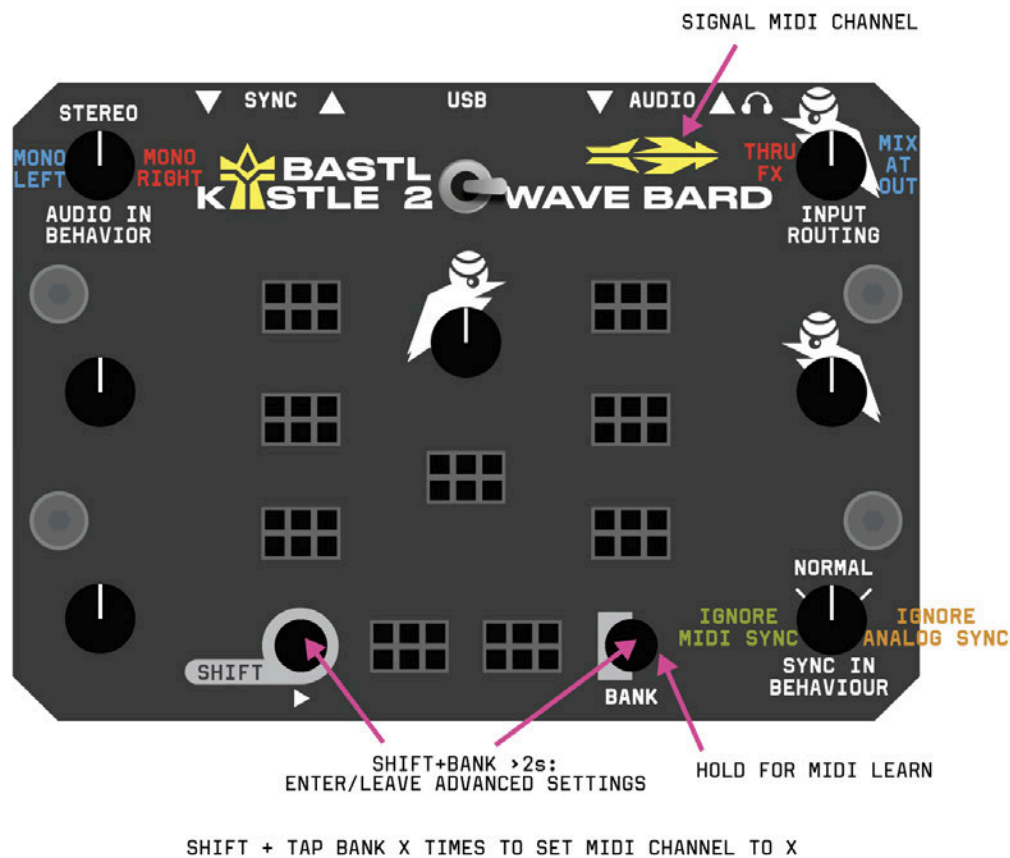 SIGNAL MIDI CHANNEL
SYNC
USB
AUDIO
STEREO
MONO LEFT
MONO RIGHT
AUDIO IN
BEHAVIOR
BASTL
KASTLE 2
WAVE BARD
THRU
FX
MIX
AT
OUT
INPUT
ROUTING
NORMAL
IGNORE
MIDI SYNC
IGNORE
ANALOG SYNC
SYNC IN
BEHAVIOUR
SHIFT
BANK
SHIFT+BANK >2s:
ENTER/LEAVE ADVANCED SETTINGS
HOLD FOR MIDI LEARN
SHIFT + TAP BANK X TIMES TO SET MIDI CHANNEL TO X